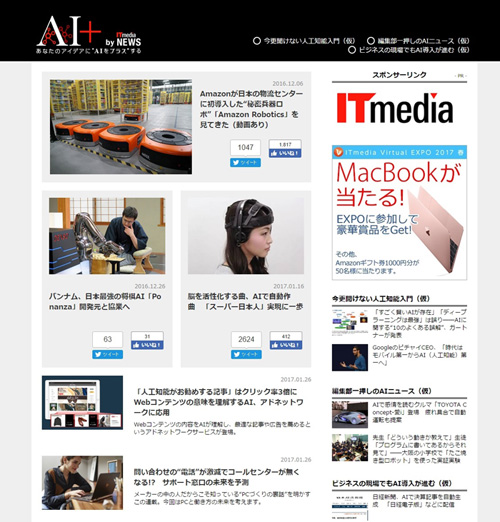 AI+
by ITmedia NEWS
あなたのアイデアに"AIをプラス"する
今更聞けない人工知能入門（仮）
編集部一押しのAIニュース（仮）
ビジネスの現場でもAI導入が進む（仮）
2016.12.06
Amazonが日本の物流センター
に初導入した“秘密兵器ロ
ボ”「Amazon Robotics」を
見てきた（動画あり）
1047
ツイート
1,817
いいね！
2016.12.26
バンナム、日本最強の将棋AI「Po
nanza」開発元と協業へ
63
ツイート
31
いいね！
2017.01.16
脳を活性化する曲、AIで自動作
曲 「スーパー日本人」実現に一歩
2624
ツイート
412
いいね！
2017.01.26
「人工知能がお勧めする記事」はクリック率3倍に
Webコンテンツの意味を理解するAI、アドネットワ
ークに応用
Webコンテンツの内容をAIが理解し、最適な記事や広告を薦めると
いうアドネットワークサービスが登場。
2017.01.26
問い合わせの“電話”が激減でコールセンターが無く
なる!? サポート窓口の未来を予測
メーカーの中の人だからこそ知っている“PCづくりの裏話”を明かす
この連載。今回はPCと働き方の未来を考えます。
スポンサーリンク
- PR -
ITmedia
ITmedia Virtual EXPO 2017 春
MacBookが
当たる!
EXPOに参加して
豪華賞品をGet!
その他、
Amazonギフト券1000円分が
50名様に当たります。
今更聞けない人工知能入門（仮）
「すごく賢いAIが存在」「ディープ
ラーニングは最強」は誤り――AIに
関する“10のよくある誤解”、ガート
ナーが発表
GoogleのピチャイCEO、「時代は
モバイル第一からAI（人工知能）第
一へ」
編集部一押しのAIニュース（仮）
AIで感情を読むクルマ「TOYOTA C
oncept-愛i」登場 疲れ具合で自動
運転も提案
先生「どういう動きが教えて」生徒
「プログラムに書いてあるからそれ
見て」――大阪の小学校で「たこ焼
き型ロボット」を使った実証実験
ビジネスの現場でもAI導入が進む（仮）
日経新聞、AIで決算記事を自動生
成 日経電子版」などに配信